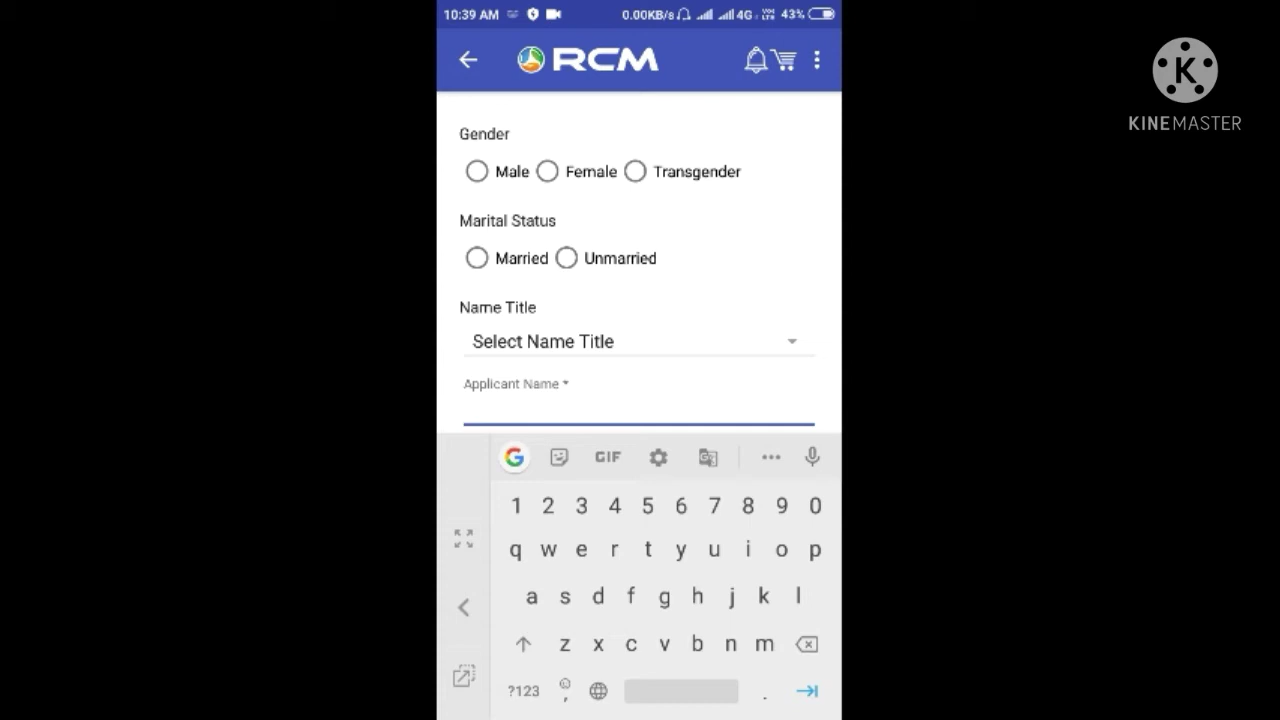 10:39 AM 0.00KB/s 4G VoLTE 43%
RCM
KINEMASTER
Gender
Male Female Transgender
Marital Status
Married Unmarried
Name Title
Select Name Title
Applicant Name *
G GIF
1 2 3 4 5 6 7 8 9 0
q w e r t y u i o p
a s d f g h j k l
z x c v b n m
?123 , .